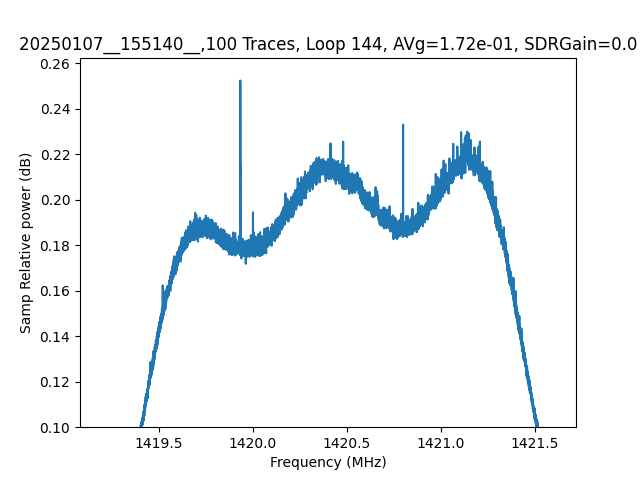 20250107__155140__,100 Traces, Loop 144, AVg=1.72e-01, SDRGain=0.0
0.26
0.24
0.22
0.20
0.18
0.16
0.14
0.12
0.10
Samp Relative power (dB)
1419.5 1420.0 1420.5 1421.0 1421.5
Frequency (MHz)